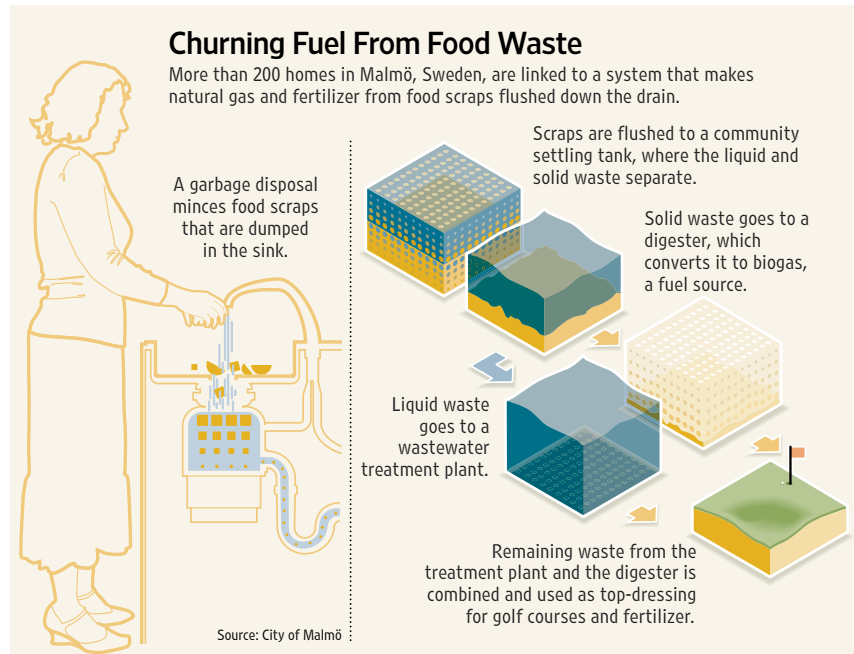 Churning Fuel From Food Waste
More than 200 homes in Malmö, Sweden, are linked to a system that makes
natural gas and fertilizer from food scraps flushed down the drain.
A garbage disposal
minces food scraps
that are dumped
in the sink.
Scraps are flushed to a community
settling tank, where the liquid and
solid waste separate.
Solid waste goes to a
digester, which
converts it to biogas,
a fuel source.
Liquid waste
goes to a
wastewater
treatment plant.
Remaining waste from the
treatment plant and the digester is
combined and used as top-dressing
for golf courses and fertilizer.
Source: City of Malmö